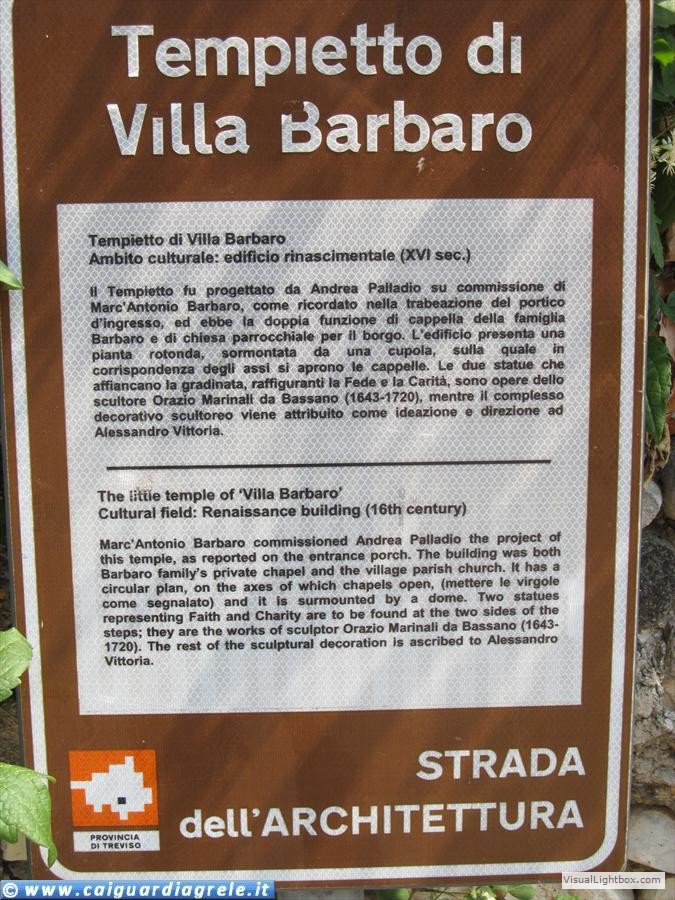 Tempietto di
Villa Barbaro
Tempietto di Villa Barbaro
Ambito culturale: edificio rinascimentale (XVI sec.)
Il Tempietto fu progettato da Andrea Palladio su commissione di
Marc'Antonio Barbaro, come ricordato nella trabeazione del portico
d'ingresso, ed ebbe la doppia funzione di cappella della famiglia
Barbaro e di chiesa parrocchiale per il borgo. L'edificio presenta una
pianta rotonda, sormontata da una cupola, sulla quale in
corrispondenza degli assi si aprono le cappelle. Le due statue che
affiancano la gradinata, raffiguranti la Fede e la Carità, sono opere dello
scultore Orazio Marinali da Bassano (1643-1720), mentre il complesso
decorativo scultoreo viene attribuito come ideazione e direzione ad
Alessandro Vittoria.
The little temple of 'Villa Barbaro'
Cultural field: Renaissance building (16th century)
Marc'Antonio Barbaro commissioned Andrea Palladio the project of
this temple, as reported on the entrance porch. The building was both
Barbaro family's private chapel and the village parish church. It has a
circular plan, on the axes of which chapels open, (mettere le virgole
come segnalato) and it is surmounted by a dome. Two statues
representing Faith and Charity are to be found at the two sides of the
steps; they are the works of sculptor Orazio Marinali da Bassano (1643-
1720). The rest of the sculptural decoration is ascribed to Alessandro
Vittoria.
STRADA
dell'ARCHITETTURA
PROVINCIA
DI TREVISO
© www.caiguardiagrele.it
VisualLightbox.com